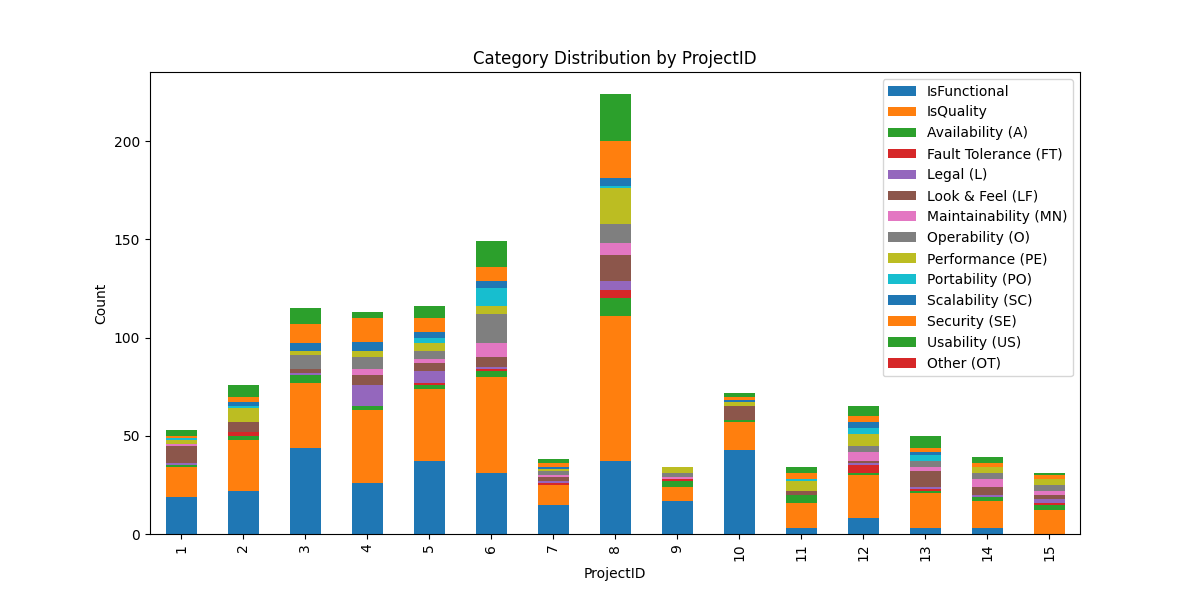 Category Distribution by ProjectID
IsFunctional
IsQuality
Availability (A)
Fault Tolerance (FT)
Legal (L)
Look & Feel (LF)
Maintainability (MN)
Operability (O)
Performance (PE)
Portability (PO)
Scalability (SC)
Security (SE)
Usability (US)
Other (OT)
Count
200
150
100
50
0
1 2 3 4 5 6 7 8 9 10 11 12 13 14 15
ProjectID